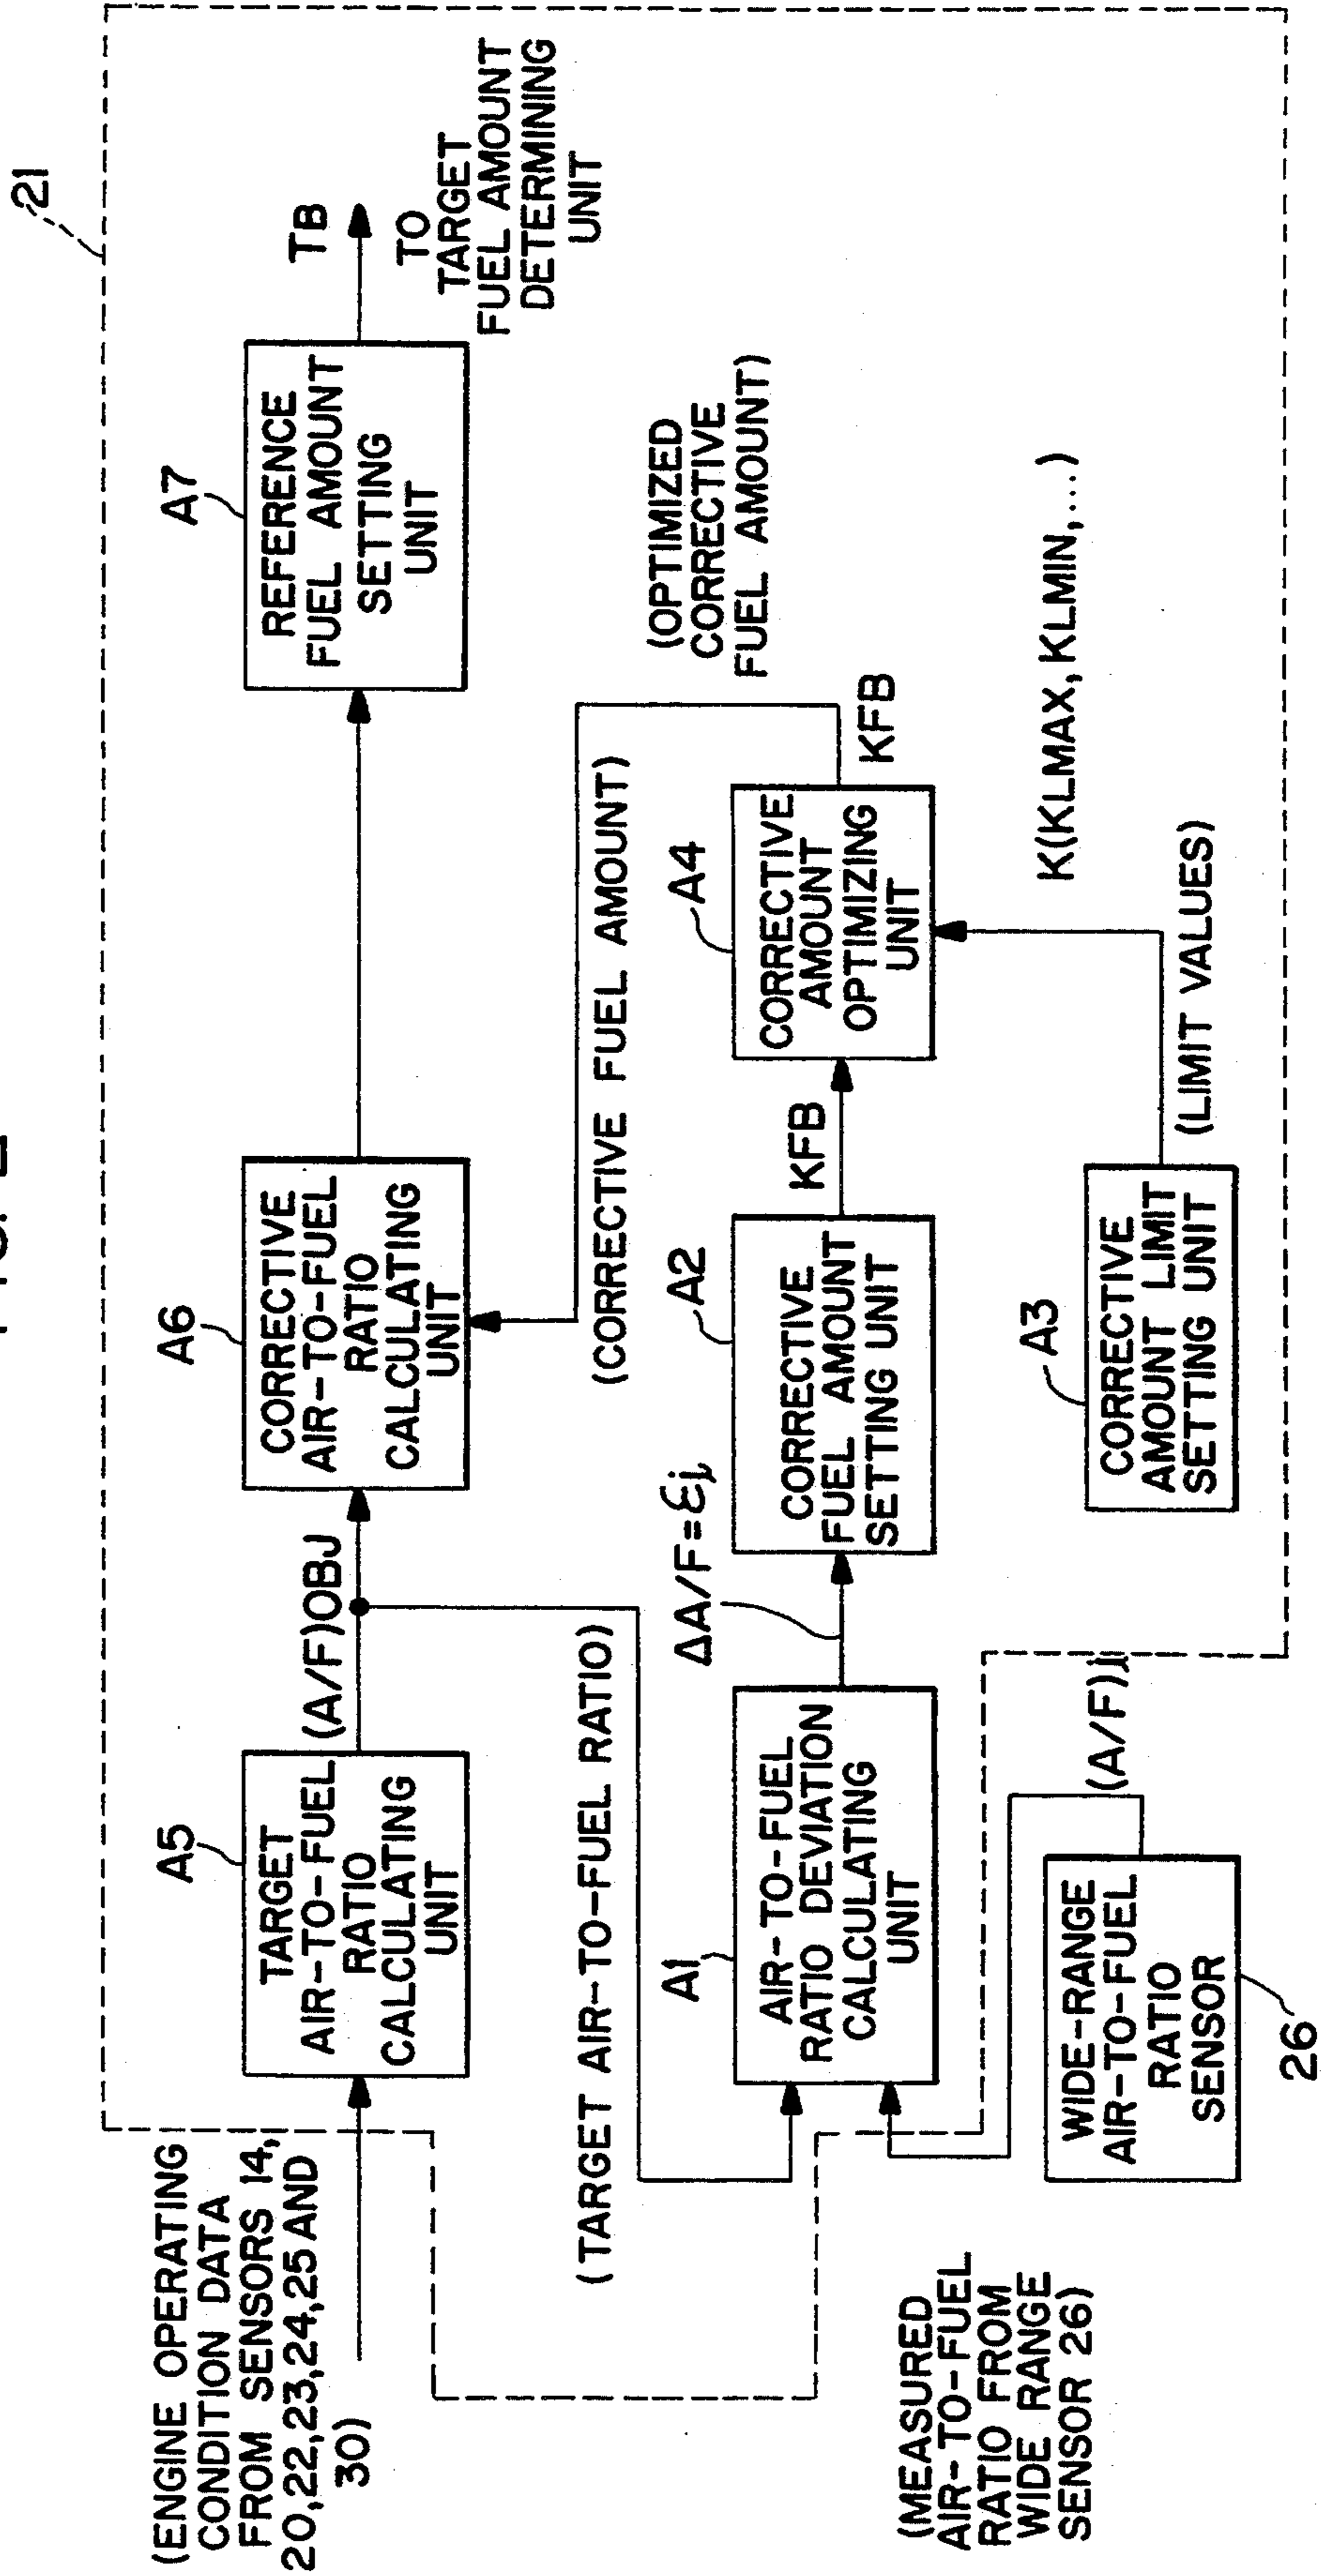 21
(ENGINE OPERATING
CONDITION DATA
FROM SENSORS 14,
20,22,23,24,25 AND
30)
A5
TARGET
AIR-TO-FUEL
RATIO
CALCULATING
UNIT
(A/F)OBJ
A6
CORRECTIVE
AIR-TO-FUEL
RATIO
CALCULATING
UNIT
A7
REFERENCE
FUEL AMOUNT
SETTING
UNIT
TB
TO
TARGET
FUEL AMOUNT
DETERMINING
UNIT
(TARGET AIR-TO-FUEL RATIO)
(CORRECTIVE FUEL AMOUNT)
(OPTIMIZED
CORRECTIVE
FUEL AMOUNT)
A1
AIR-TO-FUEL
RATIO DEVIATION
CALCULATING
UNIT
ΔA/F=εi
A2
CORRECTIVE
FUEL AMOUNT
SETTING UNIT
KFB
A4
CORRECTIVE
AMOUNT
OPTIMIZING
UNIT
KFB
(MEASURED
AIR-TO-FUEL
RATIO FROM
WIDE RANGE
SENSOR 26)
WIDE-RANGE
AIR-TO-FUEL
RATIO
SENSOR
26
(A/F)i
A3
CORRECTIVE
AMOUNT LIMIT
SETTING UNIT
(LIMIT VALUES)
K(KLMAX, KLMIN,...)